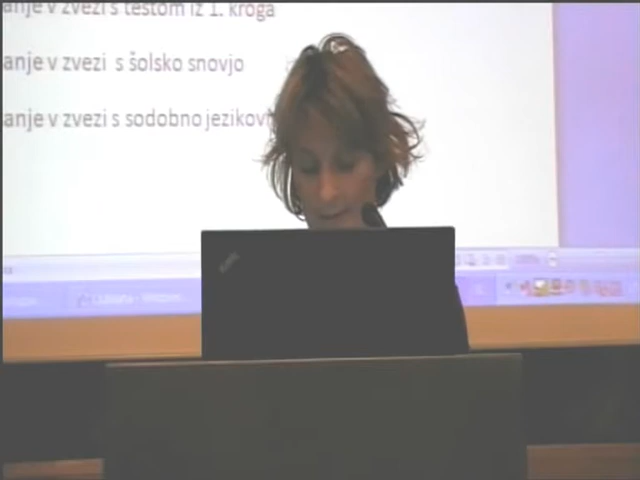 anje v zvezi s testom iz 1. kroga
anje v zvezi s šolsko snovjo
anje v zvezi s sodobno jezikov